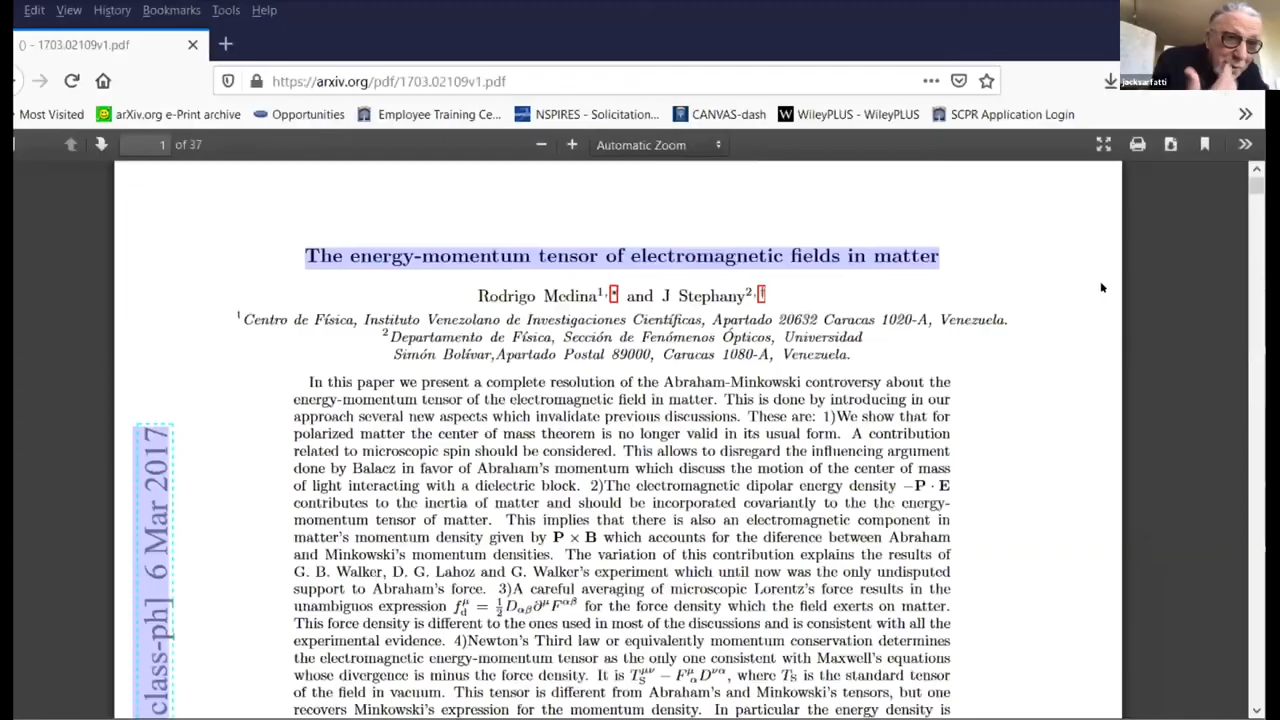 Edit View History Bookmarks Tools Help
() - 1703.02109v1.pdf
https://arxiv.org/pdf/1703.02109v1.pdf
jacksarfatti
Most Visited arXiv.org e-Print archive Opportunities Employee Training Ce... NSPIRES - Solicitation... CANVAS-dash WileyPLUS - WileyPLUS SCPR Application Login
1 of 37 Automatic Zoom
The energy-momentum tensor of electromagnetic fields in matter
Rodrigo Medina¹,* and J Stephany²,†
¹Centro de Física, Instituto Venezolano de Investigaciones Científicas, Apartado 20632 Caracas 1020-A, Venezuela.
²Departamento de Física, Sección de Fenómenos Ópticos, Universidad
Simón Bolívar,Apartado Postal 89000, Caracas 1080-A, Venezuela.
In this paper we present a complete resolution of the Abraham-Minkowski controversy about the
energy-momentum tensor of the electromagnetic field in matter. This is done by introducing in our
approach several new aspects which invalidate previous discussions. These are: 1)We show that for
polarized matter the center of mass theorem is no longer valid in its usual form. A contribution
related to microscopic spin should be considered. This allows to disregard the influencing argument
done by Balacz in favor of Abraham's momentum which discuss the motion of the center of mass
of light interacting with a dielectric block. 2)The electromagnetic dipolar energy density −P · E
contributes to the inertia of matter and should be incorporated covariantly to the the energy-
momentum tensor of matter. This implies that there is also an electromagnetic component in
matter's momentum density given by P × B which accounts for the diference between Abraham
and Minkowski's momentum densities. The variation of this contribution explains the results of
G. B. Walker, D. G. Lahoz and G. Walker's experiment which until now was the only undisputed
support to Abraham's force. 3)A careful averaging of microscopic Lorentz's force results in the
unambiguos expression f_d^μ = ½D_αβ∂^μF^αβ for the force density which the field exerts on matter.
This force density is different to the ones used in most of the discussions and is consistent with all the
experimental evidence. 4)Newton's Third law or equivalently momentum conservation determines
the electromagnetic energy-momentum tensor as the only one consistent with Maxwell's equations
whose divergence is minus the force density. It is T_S^μν − F^μ_αD^να, where T_S is the standard tensor
of the field in vacuum. This tensor is different from Abraham's and Minkowski's tensors, but one
recovers Minkowski's expression for the momentum density. In particular the energy density is
class-ph] 6 Mar 2017